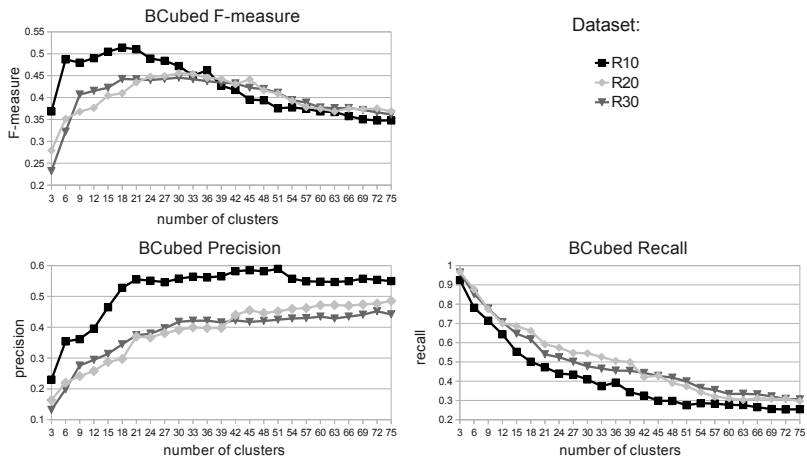 BCubed F-measure
0.55
0.5
0.45
0.4
0.35
0.3
0.25
0.2
F-measure
3 6 9 12 15 18 21 24 27 30 33 36 39 42 45 48 51 54 57 60 63 66 69 72 75
number of clusters
Dataset:
R10
R20
R30
BCubed Precision
0.6
0.5
0.4
0.3
0.2
0.1
precision
3 6 9 12 15 18 21 24 27 30 33 36 39 42 45 48 51 54 57 60 63 66 69 72 75
number of clusters
BCubed Recall
1
0.9
0.8
0.7
0.6
0.5
0.4
0.3
0.2
recall
3 6 9 12 15 18 21 24 27 30 33 36 39 42 45 48 51 54 57 60 63 66 69 72 75
number of clusters